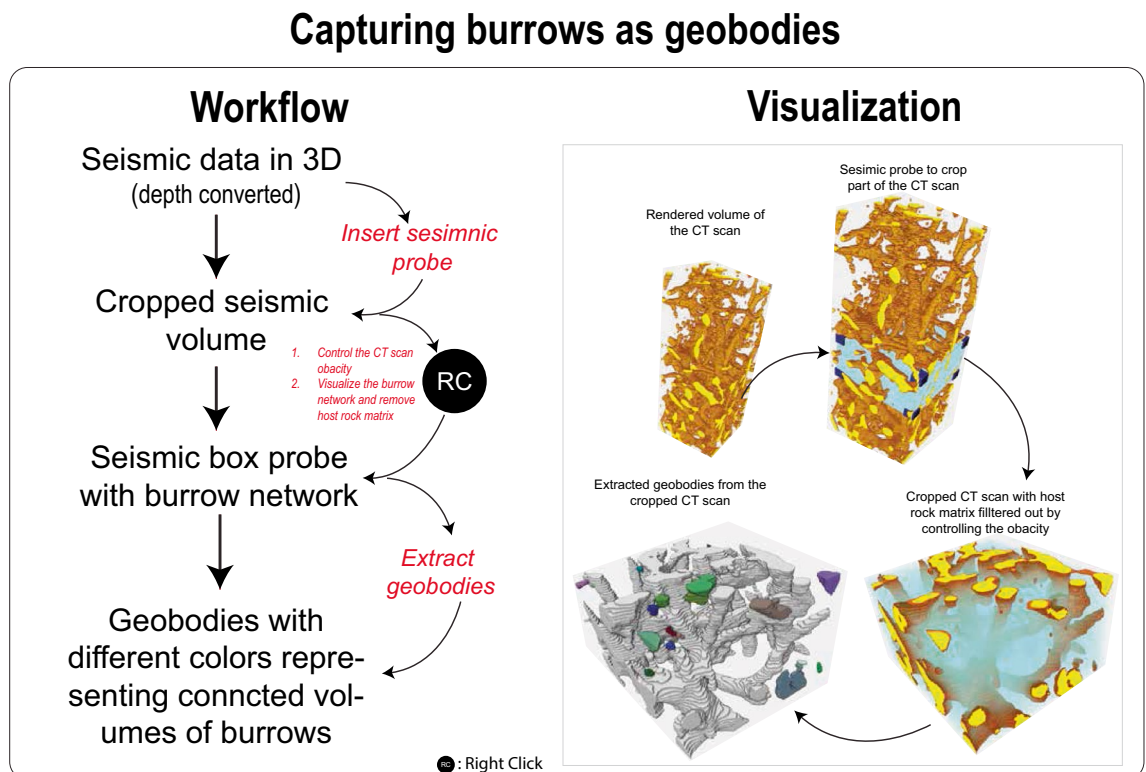 Capturing burrows as geobodies
Workflow
Seismic data in 3D
(depth converted)
Insert sesimnic
probe
Cropped seismic
volume
1. Control the CT scan
obacity
2. Visualize the burrow
network and remove
host rock matrix
RC
Seismic box probe
with burrow network
Extract
geobodies
Geobodies with
different colors repre-
senting conncted vol-
umes of burrows
RC : Right Click
Visualization
Rendered volume of
the CT scan
Sesimic probe to crop
part of the CT scan
Extracted geobodies from the
cropped CT scan
Cropped CT scan with host
rock matrix filltered out by
controlling the obacity